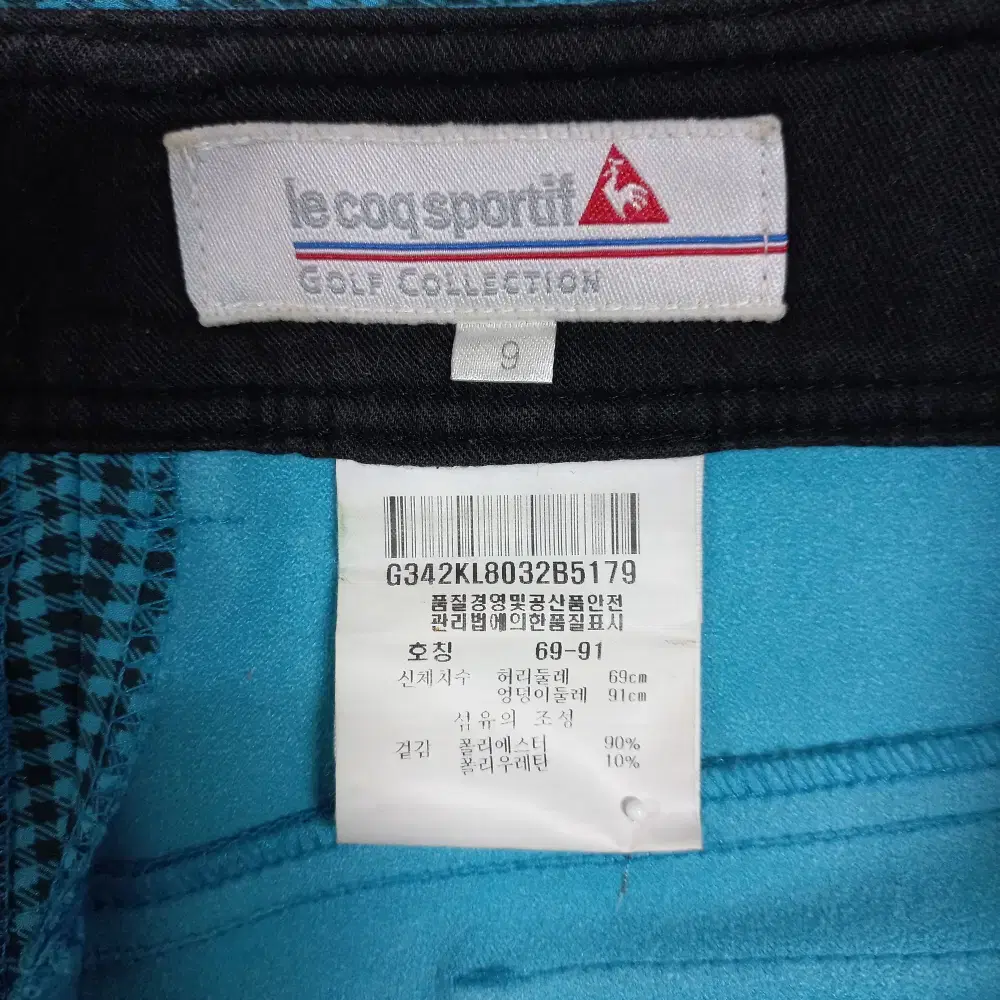 le coq sportif
GOLF COLLECTION
9
G342KL8032B5179
품질경영및공산품안전
관리법에의한품질표시
호칭 69-91
신체치수 허리둘레 69cm
엉덩이둘레 91cm
섬유의 조성
겉감 폴리에스터 90%
폴리우레탄 10%